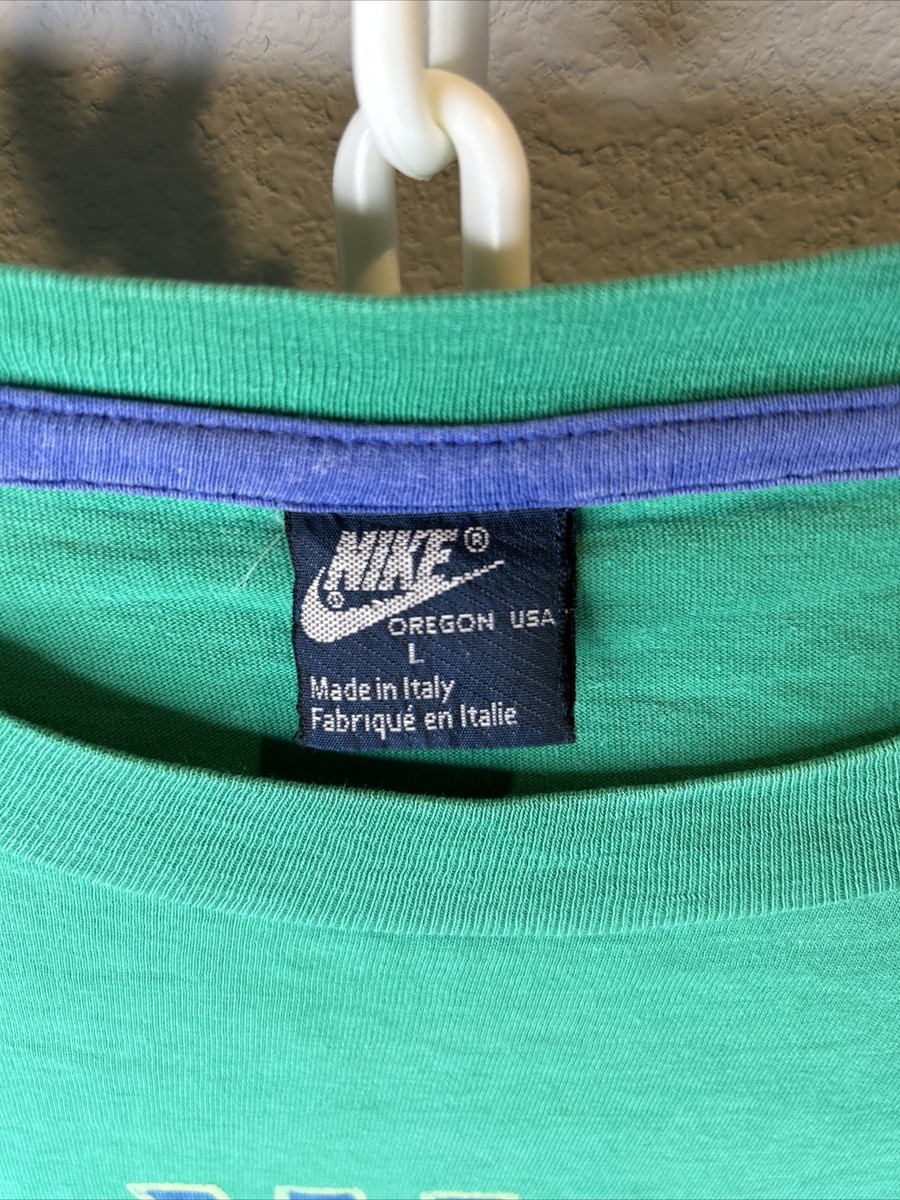 NIKE®
®
OREGON USA
L
Made in Italy
Fabriqué en Italie